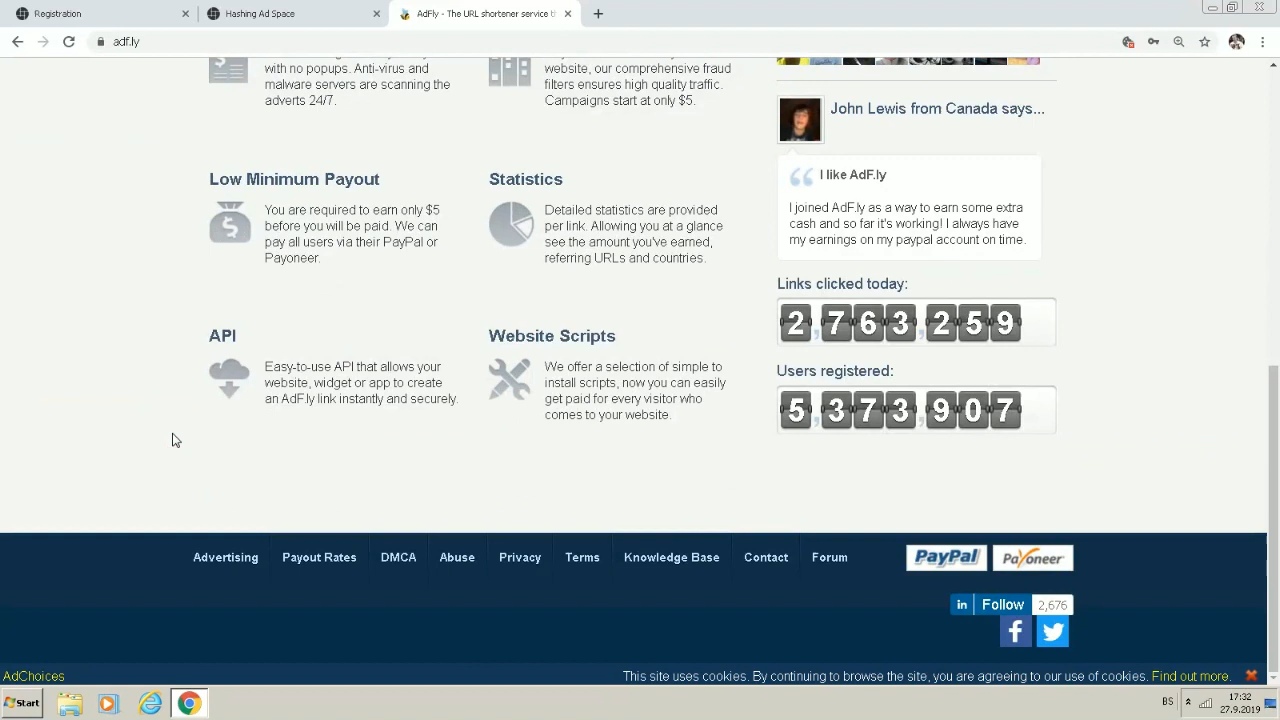 Registration
Hashing Ad Space
AdFly - The URL shortener service th
adf.ly
with no popups. Anti-virus and
malware servers are scanning the
adverts 24/7.
website, our comprehensive fraud
filters ensures high quality traffic.
Campaigns start at only $5.
John Lewis from Canada says...
I like AdF.ly
I joined AdF.ly as a way to earn some extra
cash and so far it's working! I always have
my earnings on my paypal account on time.
Low Minimum Payout
You are required to earn only $5
before you will be paid. We can
pay all users via their PayPal or
Payoneer.
Statistics
Detailed statistics are provided
per link. Allowing you at a glance
see the amount you've earned,
referring URLs and countries.
Links clicked today:
2,763,259
API
Easy-to-use API that allows your
website, widget or app to create
an AdF.ly link instantly and securely.
Website Scripts
We offer a selection of simple to
install scripts, now you can easily
get paid for every visitor who
comes to your website.
Users registered:
5,373,907
Advertising
Payout Rates
DMCA
Abuse
Privacy
Terms
Knowledge Base
Contact
Forum
PayPal
Payoneer
in Follow 2,676
AdChoices
This site uses cookies. By continuing to browse the site, you are agreeing to our use of cookies. Find out more.
Start
BS
17:32
27.9.2019